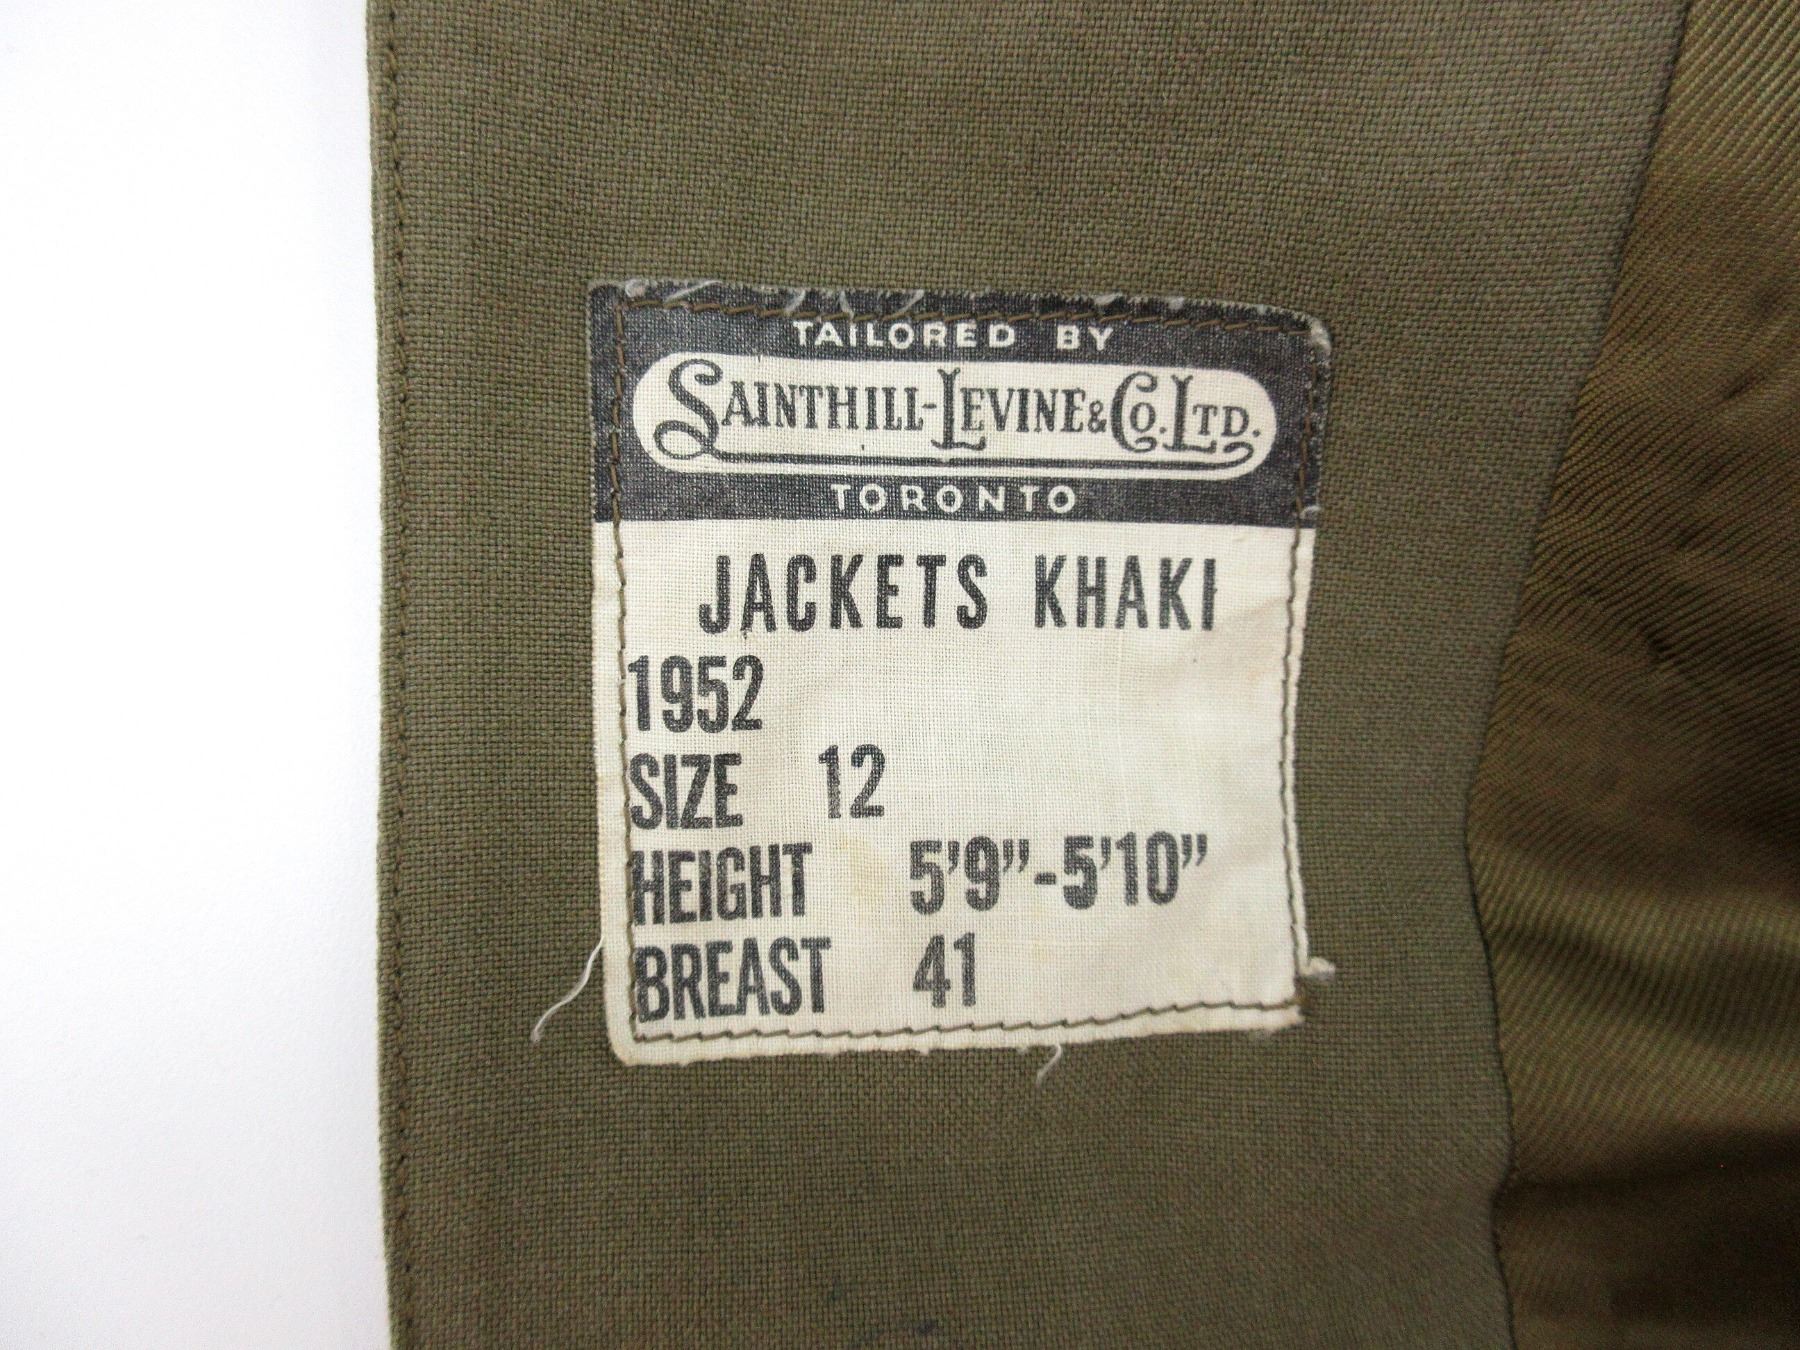 TAILORED BY
SAINTHILL-LEVINE & CO. LTD.
TORONTO
JACKETS KHAKI
1952
SIZE 12
HEIGHT 5'9"-5'10"
BREAST 41